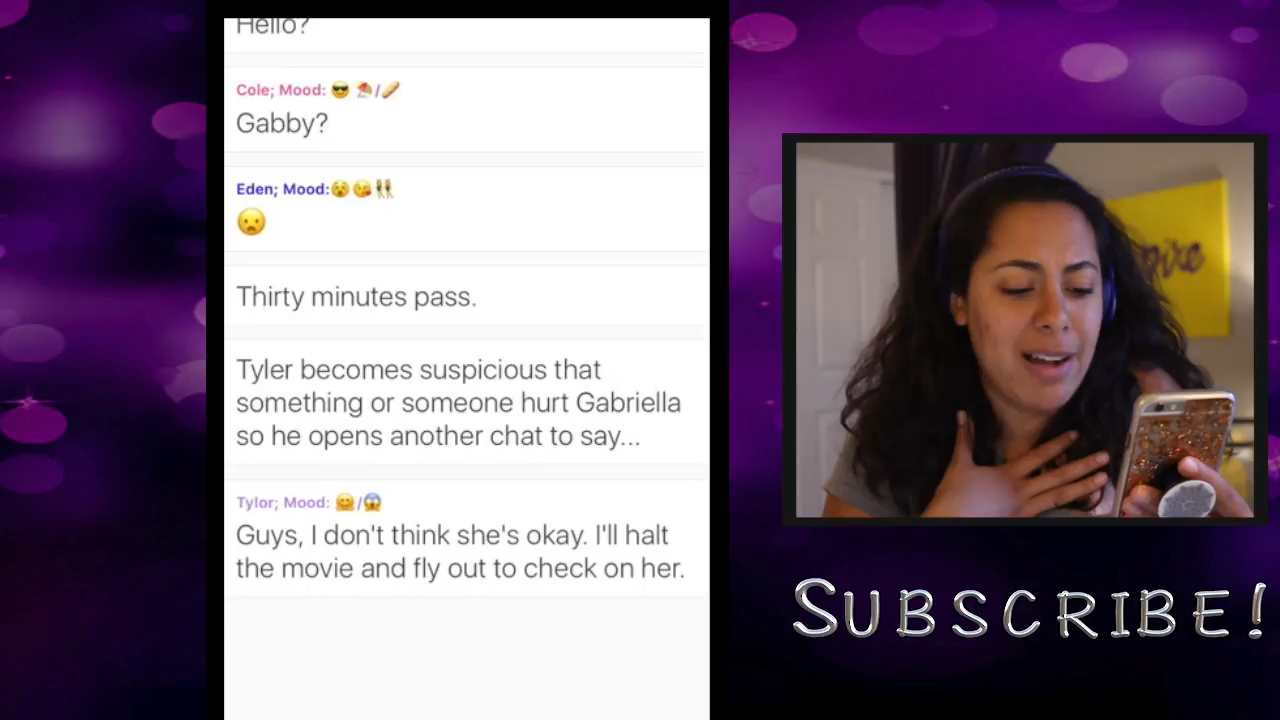 Hello?
Cole; Mood: 😎 🏖️/🥖
Gabby?
Eden; Mood:😵😘👯
😦
Thirty minutes pass.
Tyler becomes suspicious that
something or someone hurt Gabriella
so he opens another chat to say...
Tylor; Mood: 🤗/😱
Guys, I don't think she's okay. I'll halt
the movie and fly out to check on her.
SUBSCRIBE!